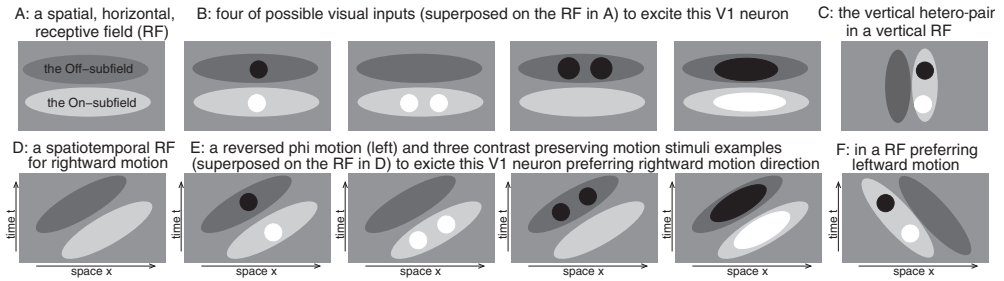 A: a spatial, horizontal,
receptive field (RF)
B: four of possible visual inputs (superposed on the RF in A) to excite this V1 neuron
C: the vertical hetero-pair
in a vertical RF
the Off-subfield
the On-subfield
D: a spatiotemporal RF
for rightward motion
E: a reversed phi motion (left) and three contrast preserving motion stimuli examples
(superposed on the RF in D) to exicte this V1 neuron preferring rightward motion direction
F: in a RF preferring
leftward motion
time t
time t
time t
time t
time t
time t
space x
space x
space x
space x
space x
space x